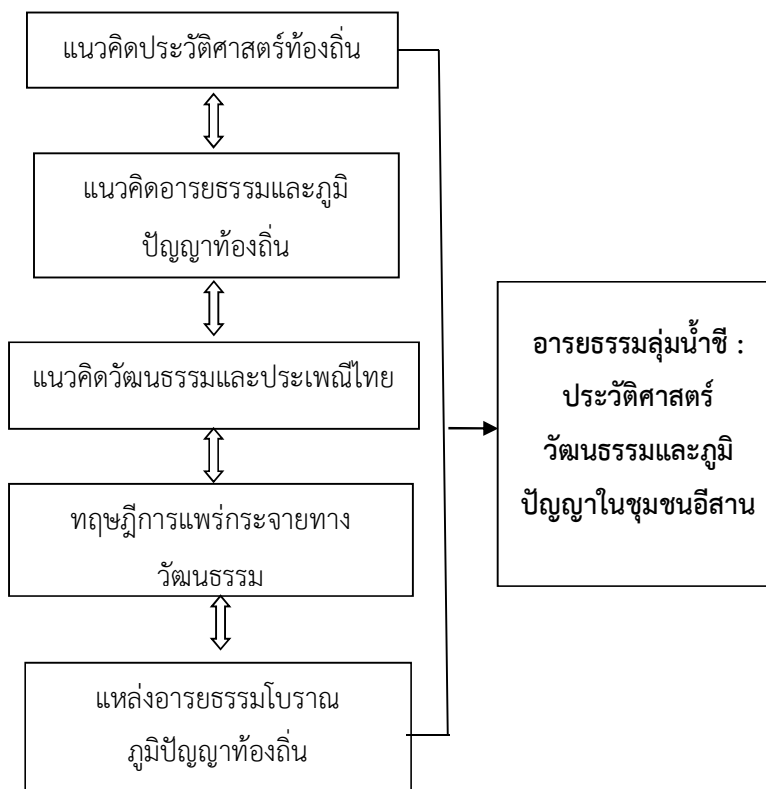 แนวคิดประวัติศาสตร์ท้องถิ่น
แนวคิดอารยธรรมและภูมิ
ปัญญาท้องถิ่น
แนวคิดวัฒนธรรมและประเพณีไทย
ทฤษฎีการแพร่กระจายทาง
วัฒนธรรม
แหล่งอารยธรรมโบราณ
ภูมิปัญญาท้องถิ่น
อารยธรรมลุ่มน้ำชี :
ประวัติศาสตร์
วัฒนธรรมและภูมิ
ปัญญาในชุมชนอีสาน